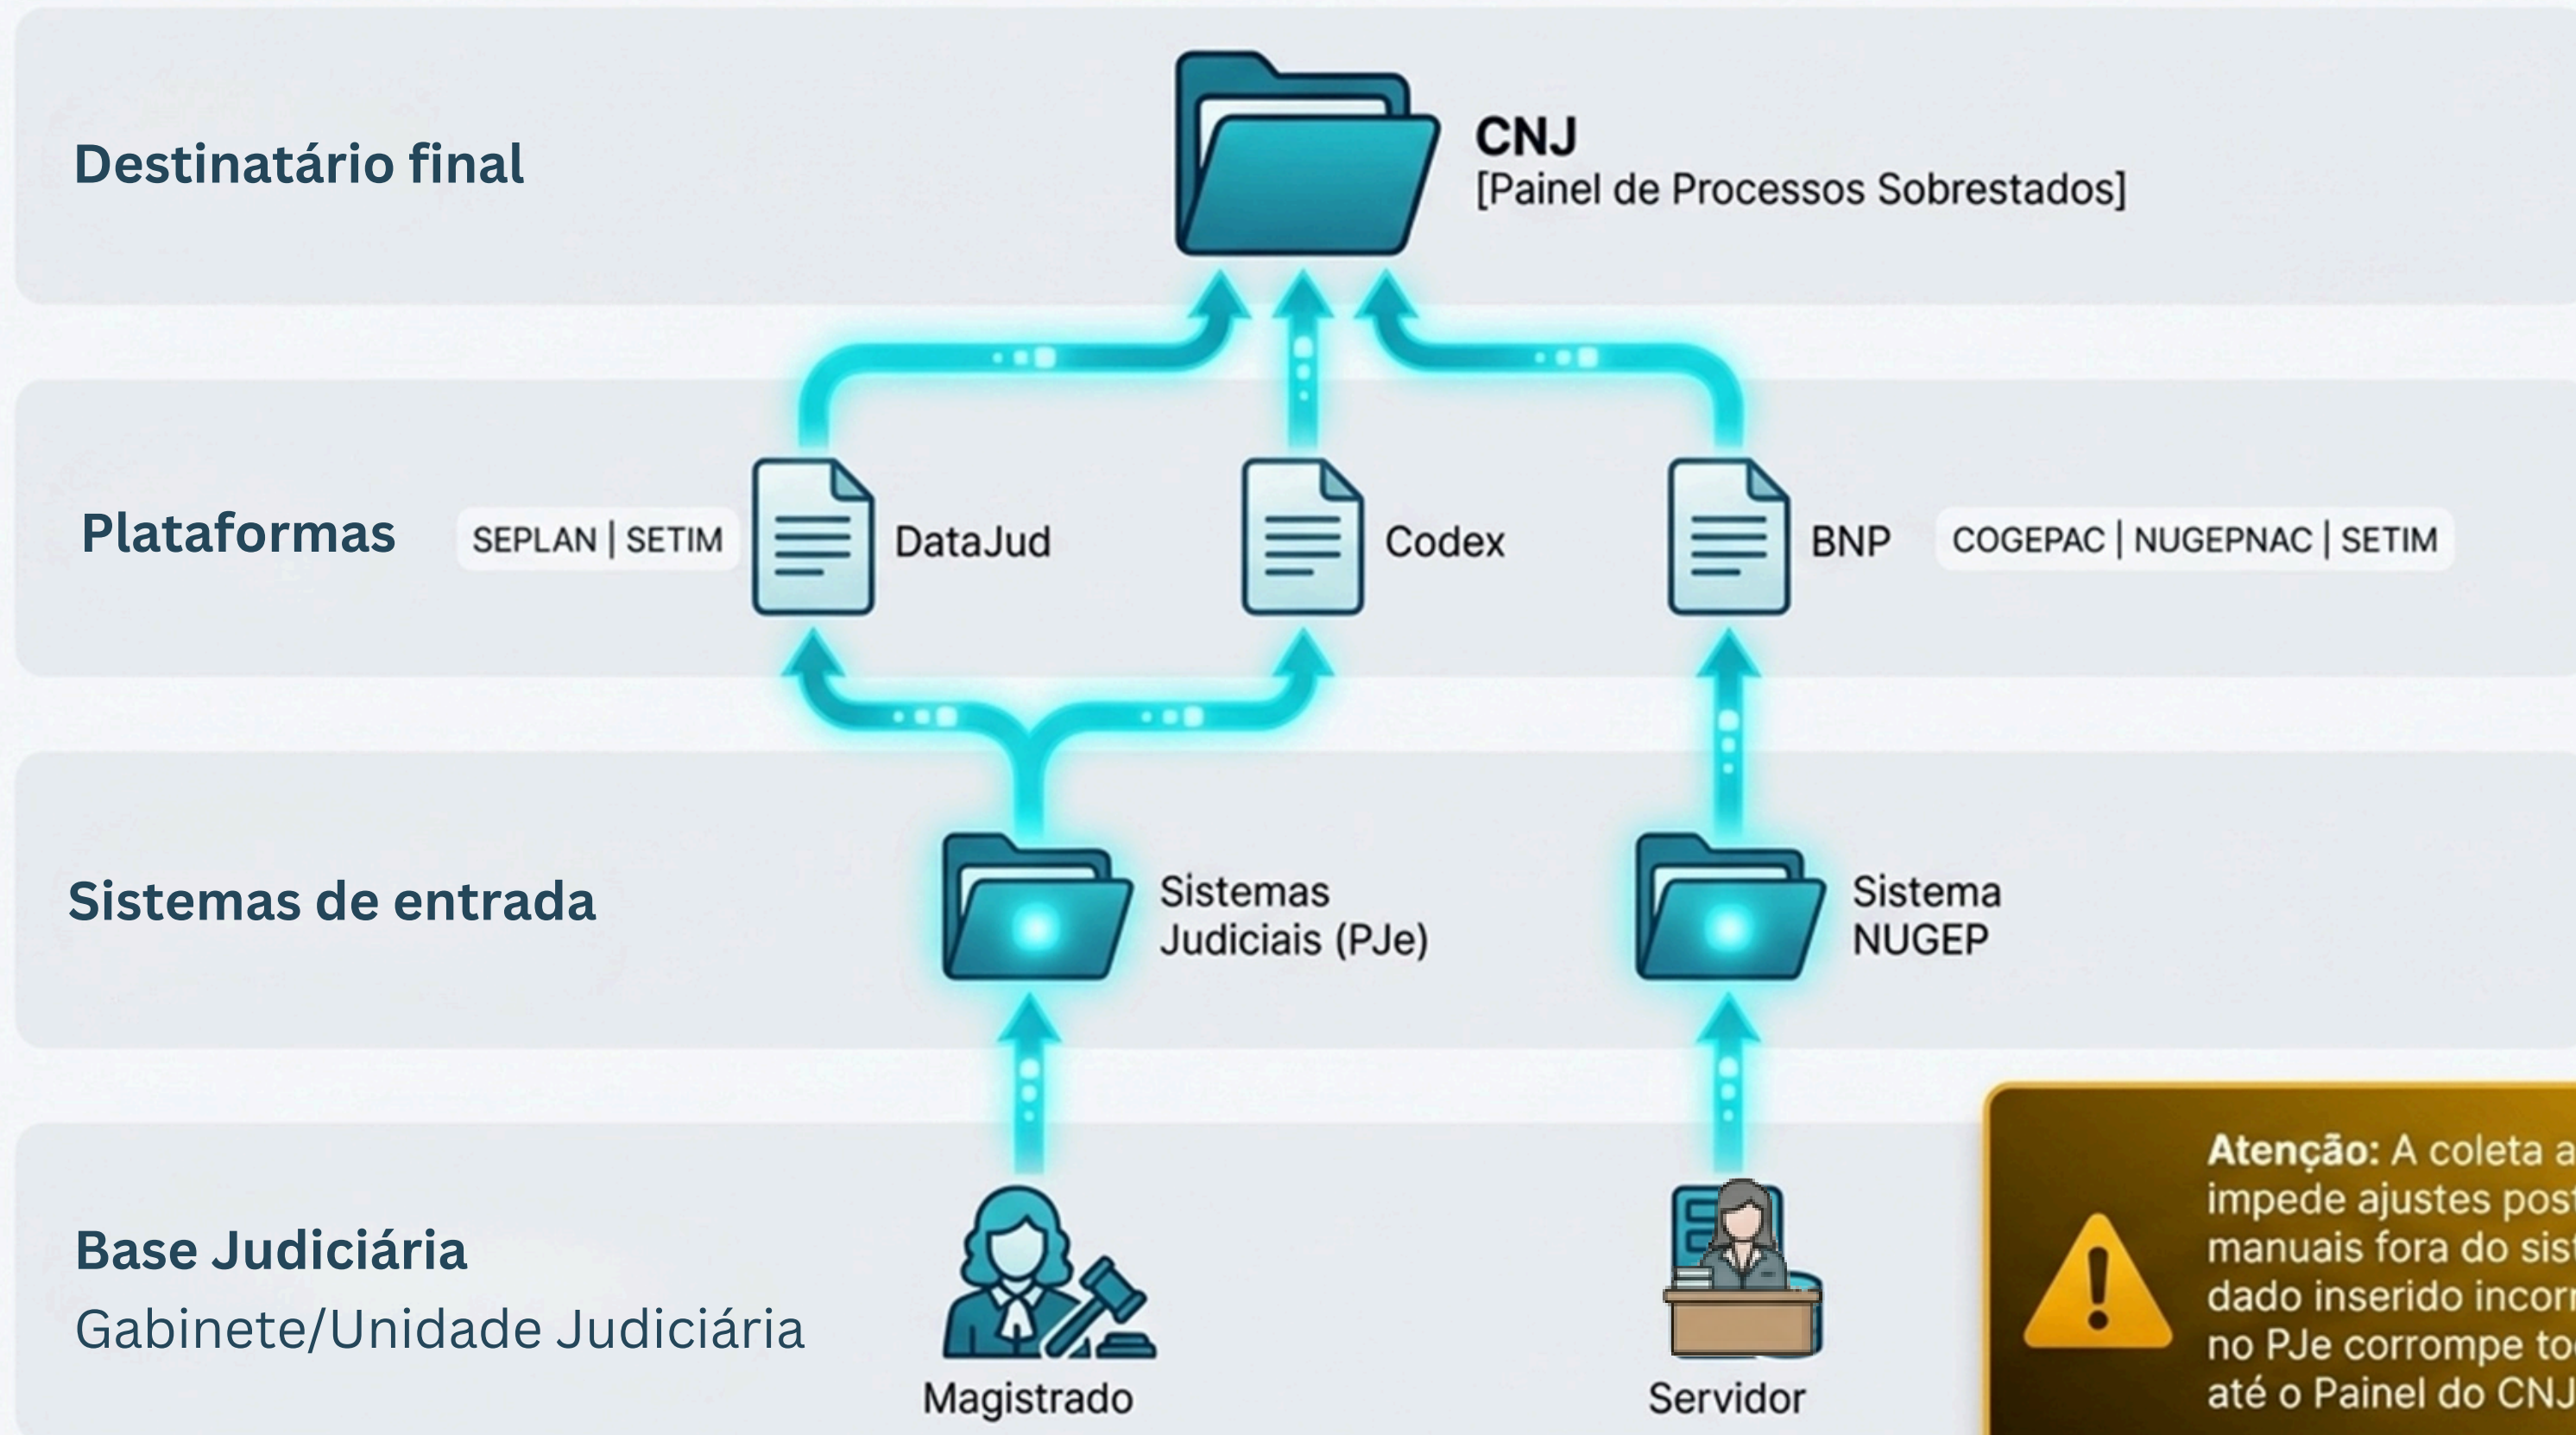 Destinatário final
CNJ
[Painel de Processos Sobrestados]
Plataformas
SEPLAN | SETIM
DataJud
Codex
BNP
COGEPAC | NUGEPNAC | SETIM
Sistemas de entrada
Sistemas
Judiciais (PJe)
Sistema
NUGEP
Base Judiciária
Gabinete/Unidade Judiciária
Magistrado
Servidor
Atenção: A coleta a
impede ajustes pos
manuais fora do sis
dado inserido incor
no PJe corrompe to
até o Painel do CNJ